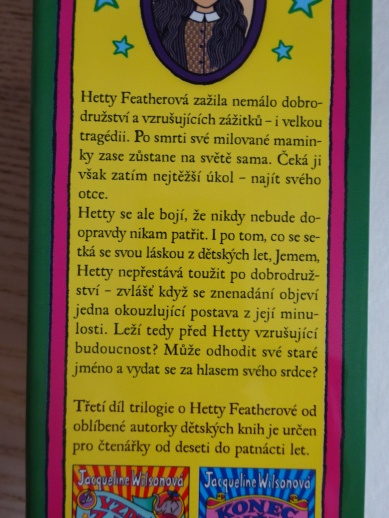 Hetty Featherová zažila nemálo dobro-
družství a vzrušujících zážitků – i velkou
tragédii. Po smrti své milované mamin-
ky zase zůstane na světě sama. Čeká ji
však zatím nejtěžší úkol – najít svého
otce.
Hetty se ale bojí, že nikdy nebude do-
opravdy nikam patřit. I po tom, co se se-
tká se svou láskou z dětských let, Jemem,
Hetty nepřestává toužit po dobrodruž-
ství – zvlášť když se znenadání objeví
jedna okouzlující postava z její minu-
losti. Leží tedy před Hetty vzrušující
budoucnost? Může odhodit své staré
jméno a vydat se za hlasem svého srdce?
Třetí díl trilogie o Hetty Featherové od
oblíbené autorky dětských knih je určen
pro čtenářky od deseti do patnácti let.
Jacqueline Wilsonová
Jacqueline Wilsonová
KONEC